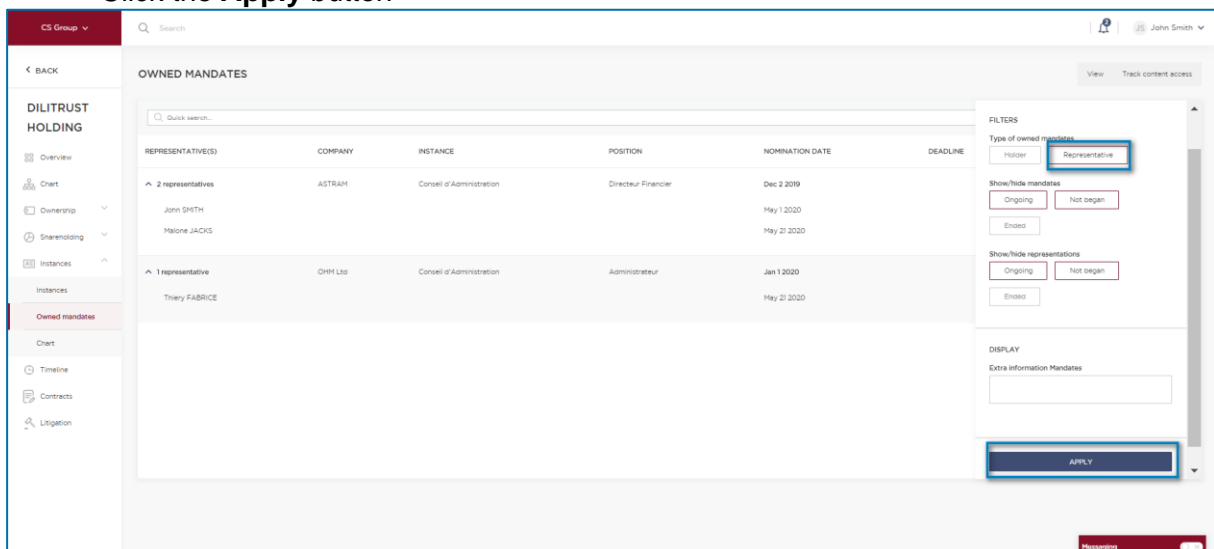 Click the Apply button
CS Group
Search
2
JS John Smith
BACK
OWNED MANDATES
View Track content access
DILITRUST
HOLDING
Overview
Chart
Ownership
Shareholding
Instances
Instances
Owned mandates
Chart
Timeline
Contracts
Litigation
Quick search...
REPRESENTATIVE(S) COMPANY INSTANCE POSITION NOMINATION DATE DEADLINE
2 representatives ASTRAM Conseil d'Administration Directeur Financier Dec 2 2019
John SMITH May 1 2020
Malone JACKS May 21 2020
1 representative OHM Ltd Conseil d'Administration Administrateur Jan 1 2020
Thiery FABRICE May 21 2020
FILTERS
Type of owned mandates
Holder Representative
Show/hide mandates
Ongoing Not began
Ended
Show/hide representations
Ongoing Not began
Ended
DISPLAY
Extra information Mandates
APPLY
Messaging